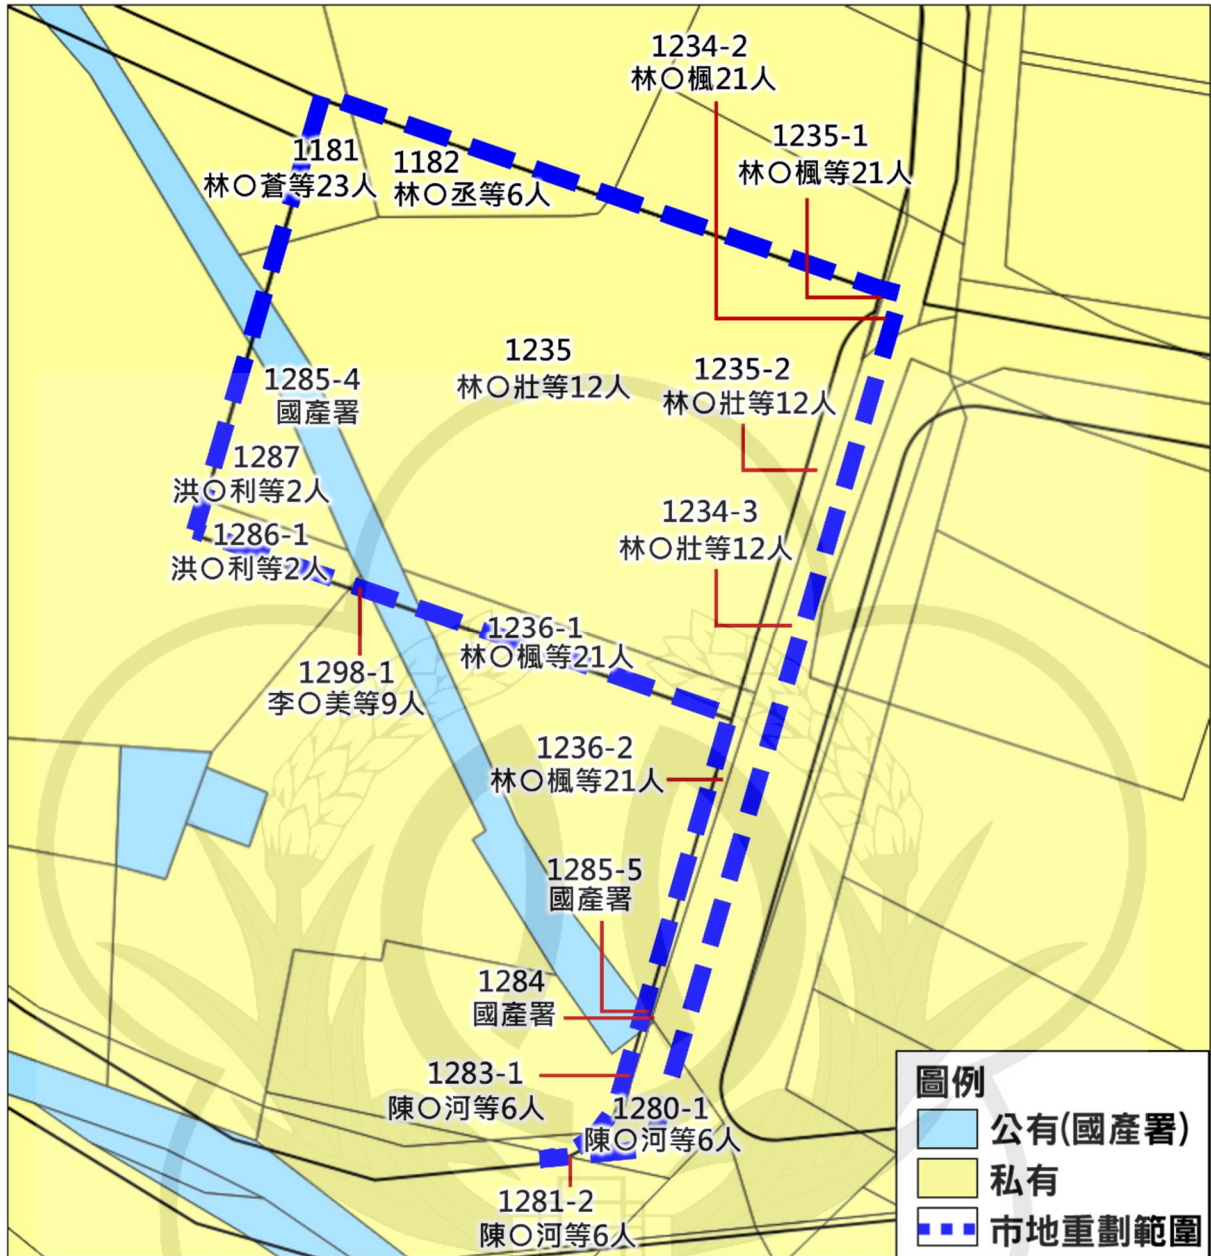 1234-2
林○楓21人
1235-1
林○楓等21人
1181
林○蒼等23人
1182
林○丞等6人
1235
林○壯等12人
1235-2
林○壯等12人
1285-4
國產署
1287
洪○利等2人
1234-3
林○壯等12人
1286-1
洪○利等2人
1236-1
林○楓等21人
1298-1
李○美等9人
1236-2
林○楓等21人
1285-5
國產署
1284
國產署
1283-1
陳○河等6人
1280-1
陳○河等6人
1281-2
陳○河等6人
圖例
公有(國產署)
私有
市地重劃範圍